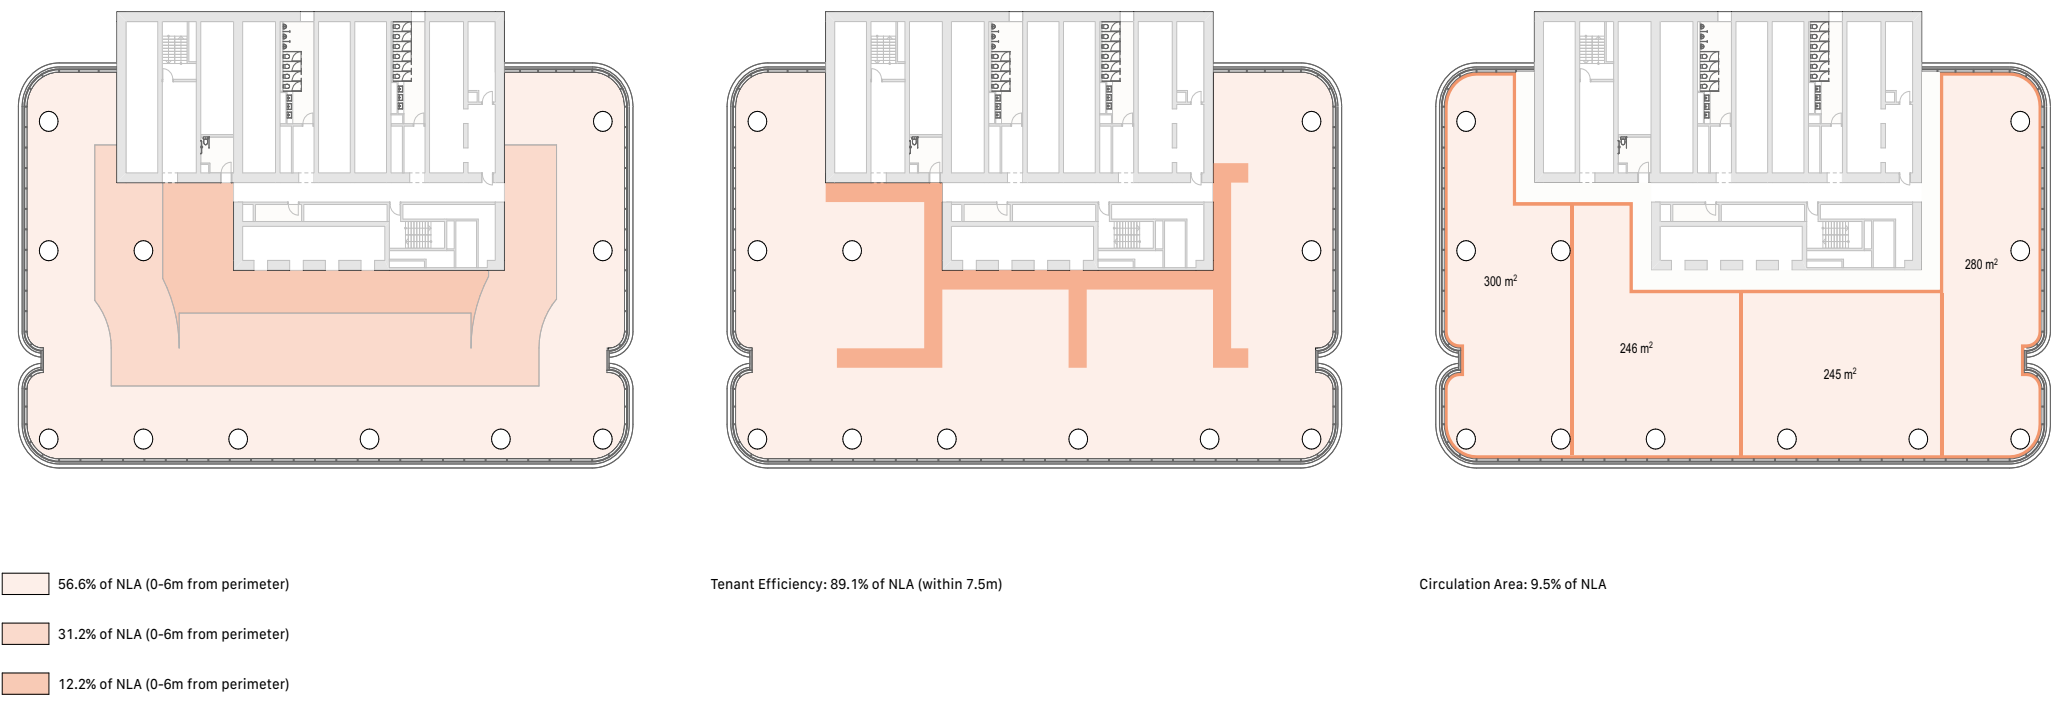 300 m²
246 m²
245 m²
280 m²
56.6% of NLA (0-6m from perimeter)
31.2% of NLA (0-6m from perimeter)
12.2% of NLA (0-6m from perimeter)
Tenant Efficiency: 89.1% of NLA (within 7.5m)
Circulation Area: 9.5% of NLA